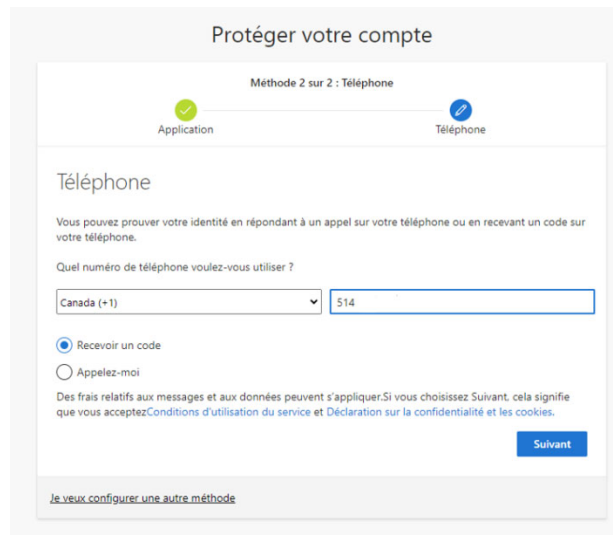 Protéger votre compte
Méthode 2 sur 2 : Téléphone
Application
Téléphone
Téléphone
Vous pouvez prouver votre identité en répondant à un appel sur votre téléphone ou en recevant un code sur
votre téléphone.
Quel numéro de téléphone voulez-vous utiliser ?
Canada (+1)
514
Recevoir un code
Appelez-moi
Des frais relatifs aux messages et aux données peuvent s'appliquer.Si vous choisissez Suivant, cela signifie
que vous acceptezConditions d'utilisation du service et Déclaration sur la confidentialité et les cookies.
Suivant
Je veux configurer une autre méthode